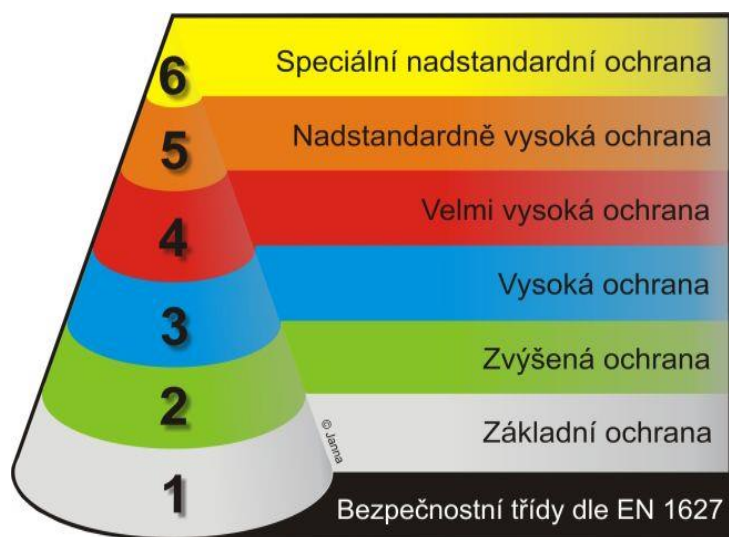 6 Speciální nadstandardní ochrana
5 Nadstandardně vysoká ochrana
4 Velmi vysoká ochrana
3 Vysoká ochrana
2 Zvýšená ochrana
1 Základní ochrana
© Janna
Bezpečnostní třídy dle EN 1627